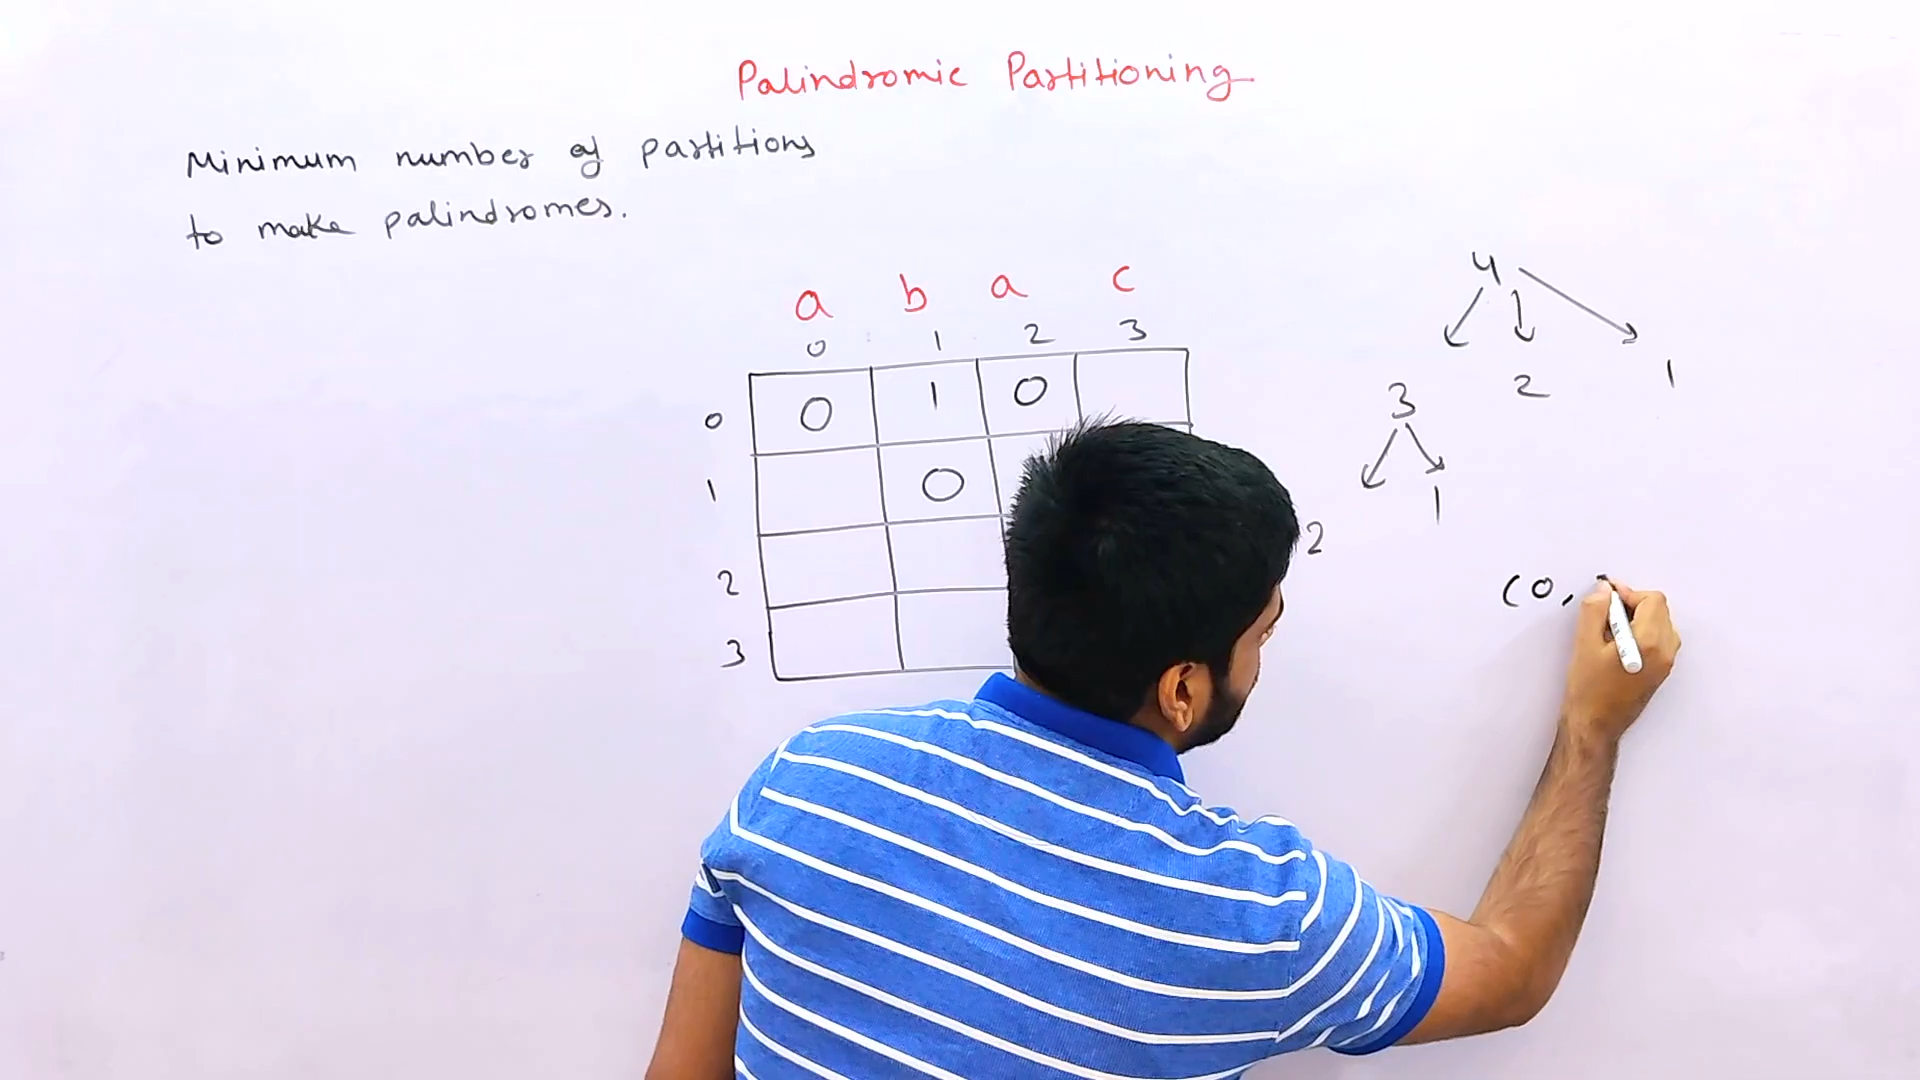 Palindromic Partitioning
Minimum number of partitions
to make palindromes.
a b a c
0 1 2 3
0 0 1 0
1 0
2
3
4
3 2 1
2 1
(0,